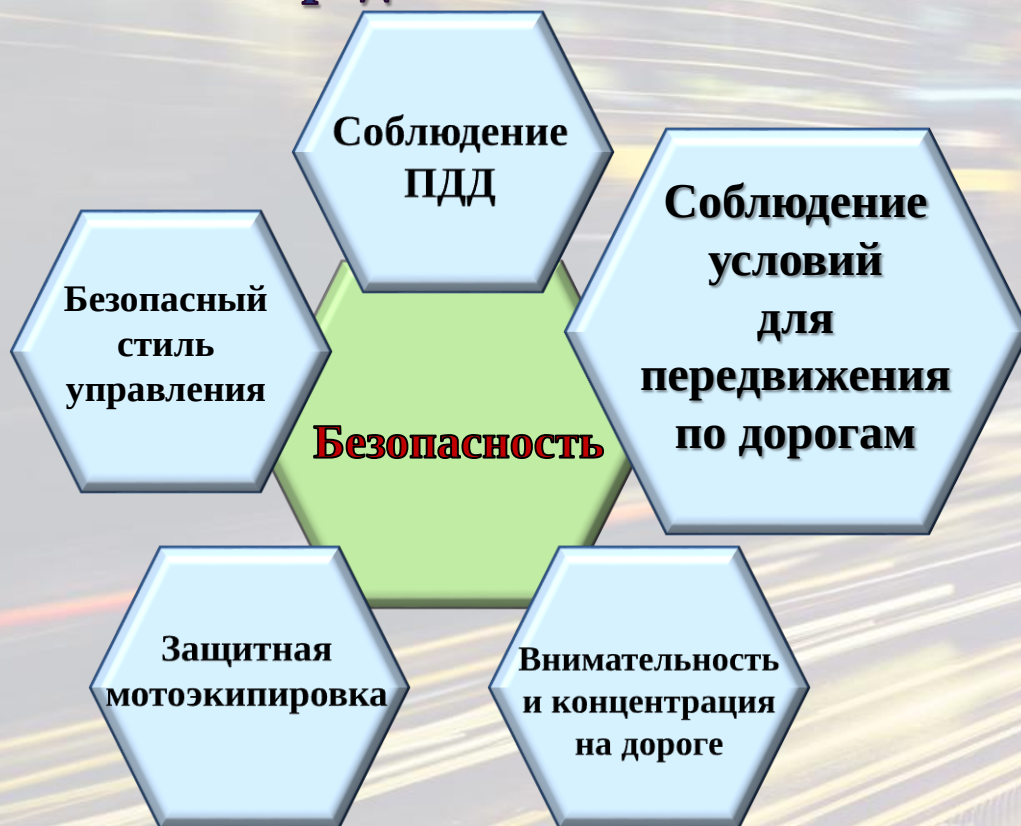 Соблюдение
ПДД
Соблюдение
условий
для
передвижения
по дорогам
Безопасный
стиль
управления
Безопасность
Защитная
мотоэкипировка
Внимательность
и концентрация
на дороге